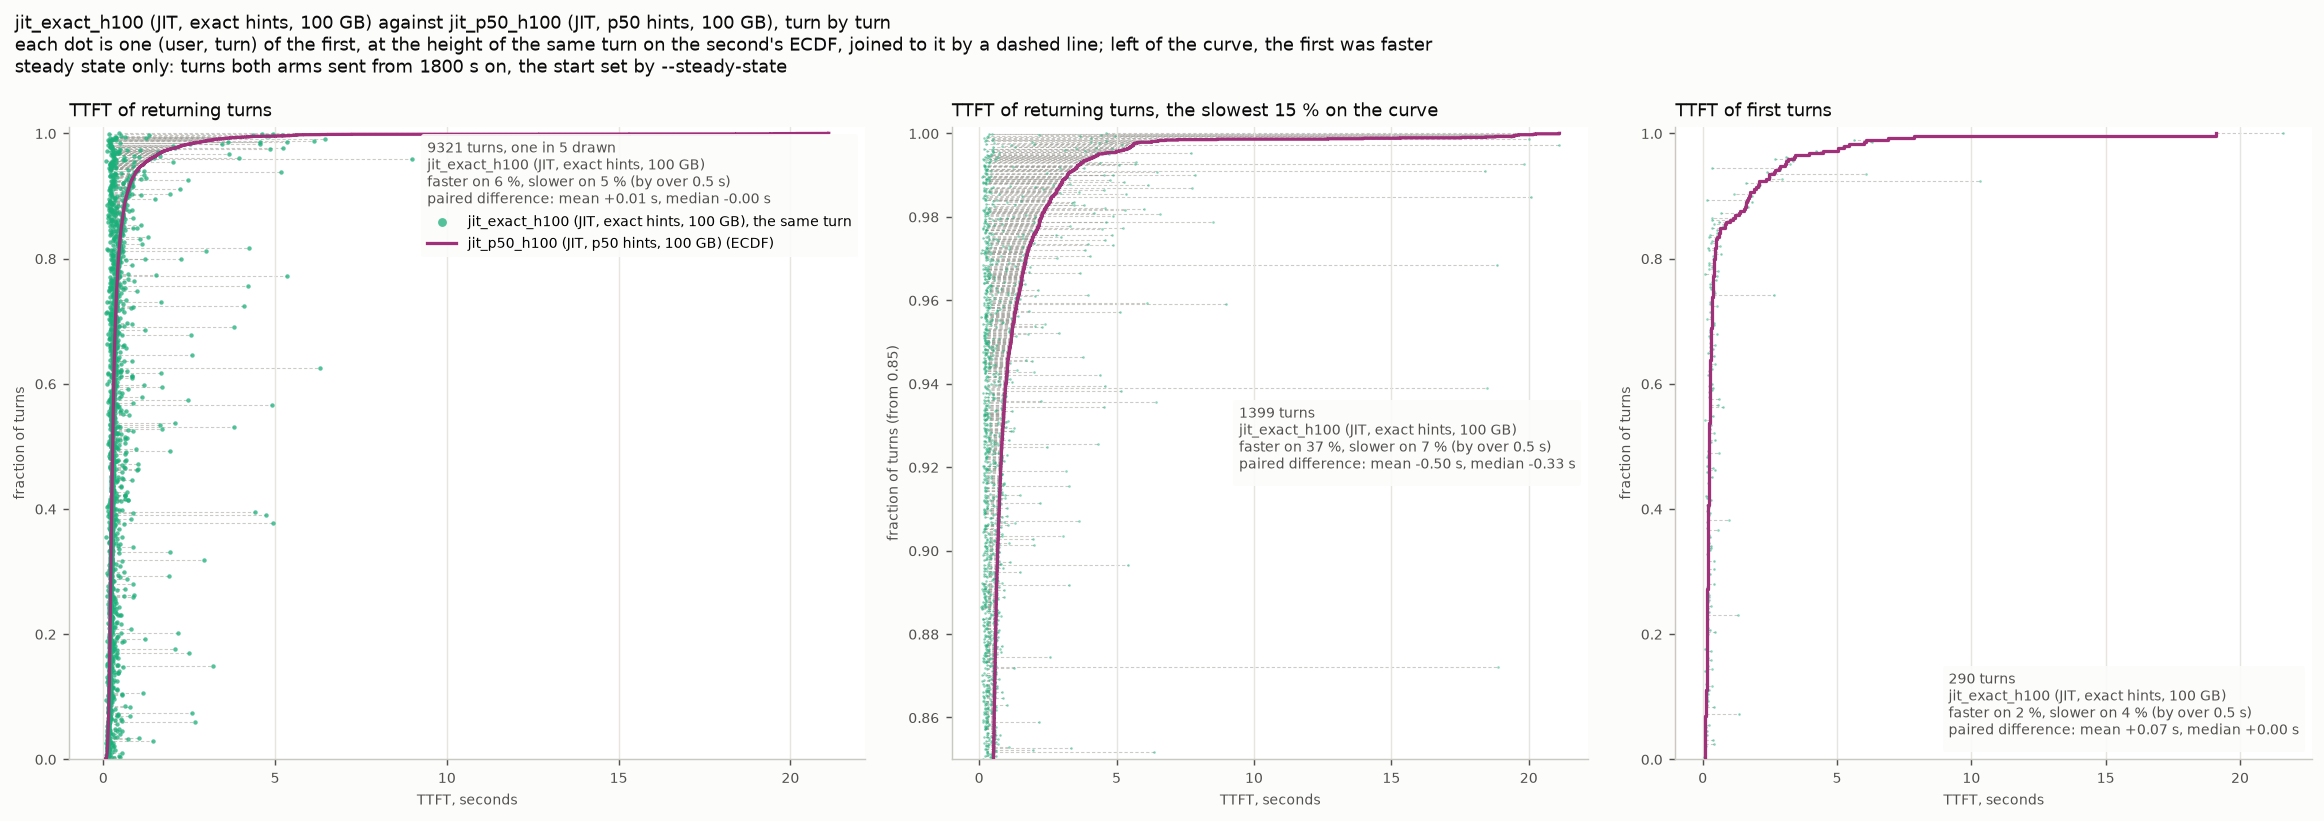 jit_exact_h100 (JIT, exact hints, 100 GB) against jit_p50_h100 (JIT, p50 hints, 100 GB), turn by turn
each dot is one (user, turn) of the first, at the height of the same turn on the second's ECDF, joined to it by a dashed line; left of the curve, the first was faster
steady state only: turns both arms sent from 1800 s on, the start set by --steady-state
TTFT of returning turns
fraction of turns
1.0
0.8
0.6
0.4
0.2
0.0
9321 turns, one in 5 drawn
jit_exact_h100 (JIT, exact hints, 100 GB)
faster on 6 %, slower on 5 % (by over 0.5 s)
paired difference: mean +0.01 s, median -0.00 s
jit_exact_h100 (JIT, exact hints, 100 GB), the same turn
jit_p50_h100 (JIT, p50 hints, 100 GB) (ECDF)
0 5 10 15 20
TTFT, seconds
TTFT of returning turns, the slowest 15 % on the curve
fraction of turns (from 0.85)
1.00
0.98
0.96
0.94
0.92
0.90
0.88
0.86
1399 turns
jit_exact_h100 (JIT, exact hints, 100 GB)
faster on 37 %, slower on 7 % (by over 0.5 s)
paired difference: mean -0.50 s, median -0.33 s
0 5 10 15 20
TTFT, seconds
TTFT of first turns
fraction of turns
1.0
0.8
0.6
0.4
0.2
0.0
290 turns
jit_exact_h100 (JIT, exact hints, 100 GB)
faster on 2 %, slower on 4 % (by over 0.5 s)
paired difference: mean +0.07 s, median +0.00 s
0 5 10 15 20
TTFT, seconds